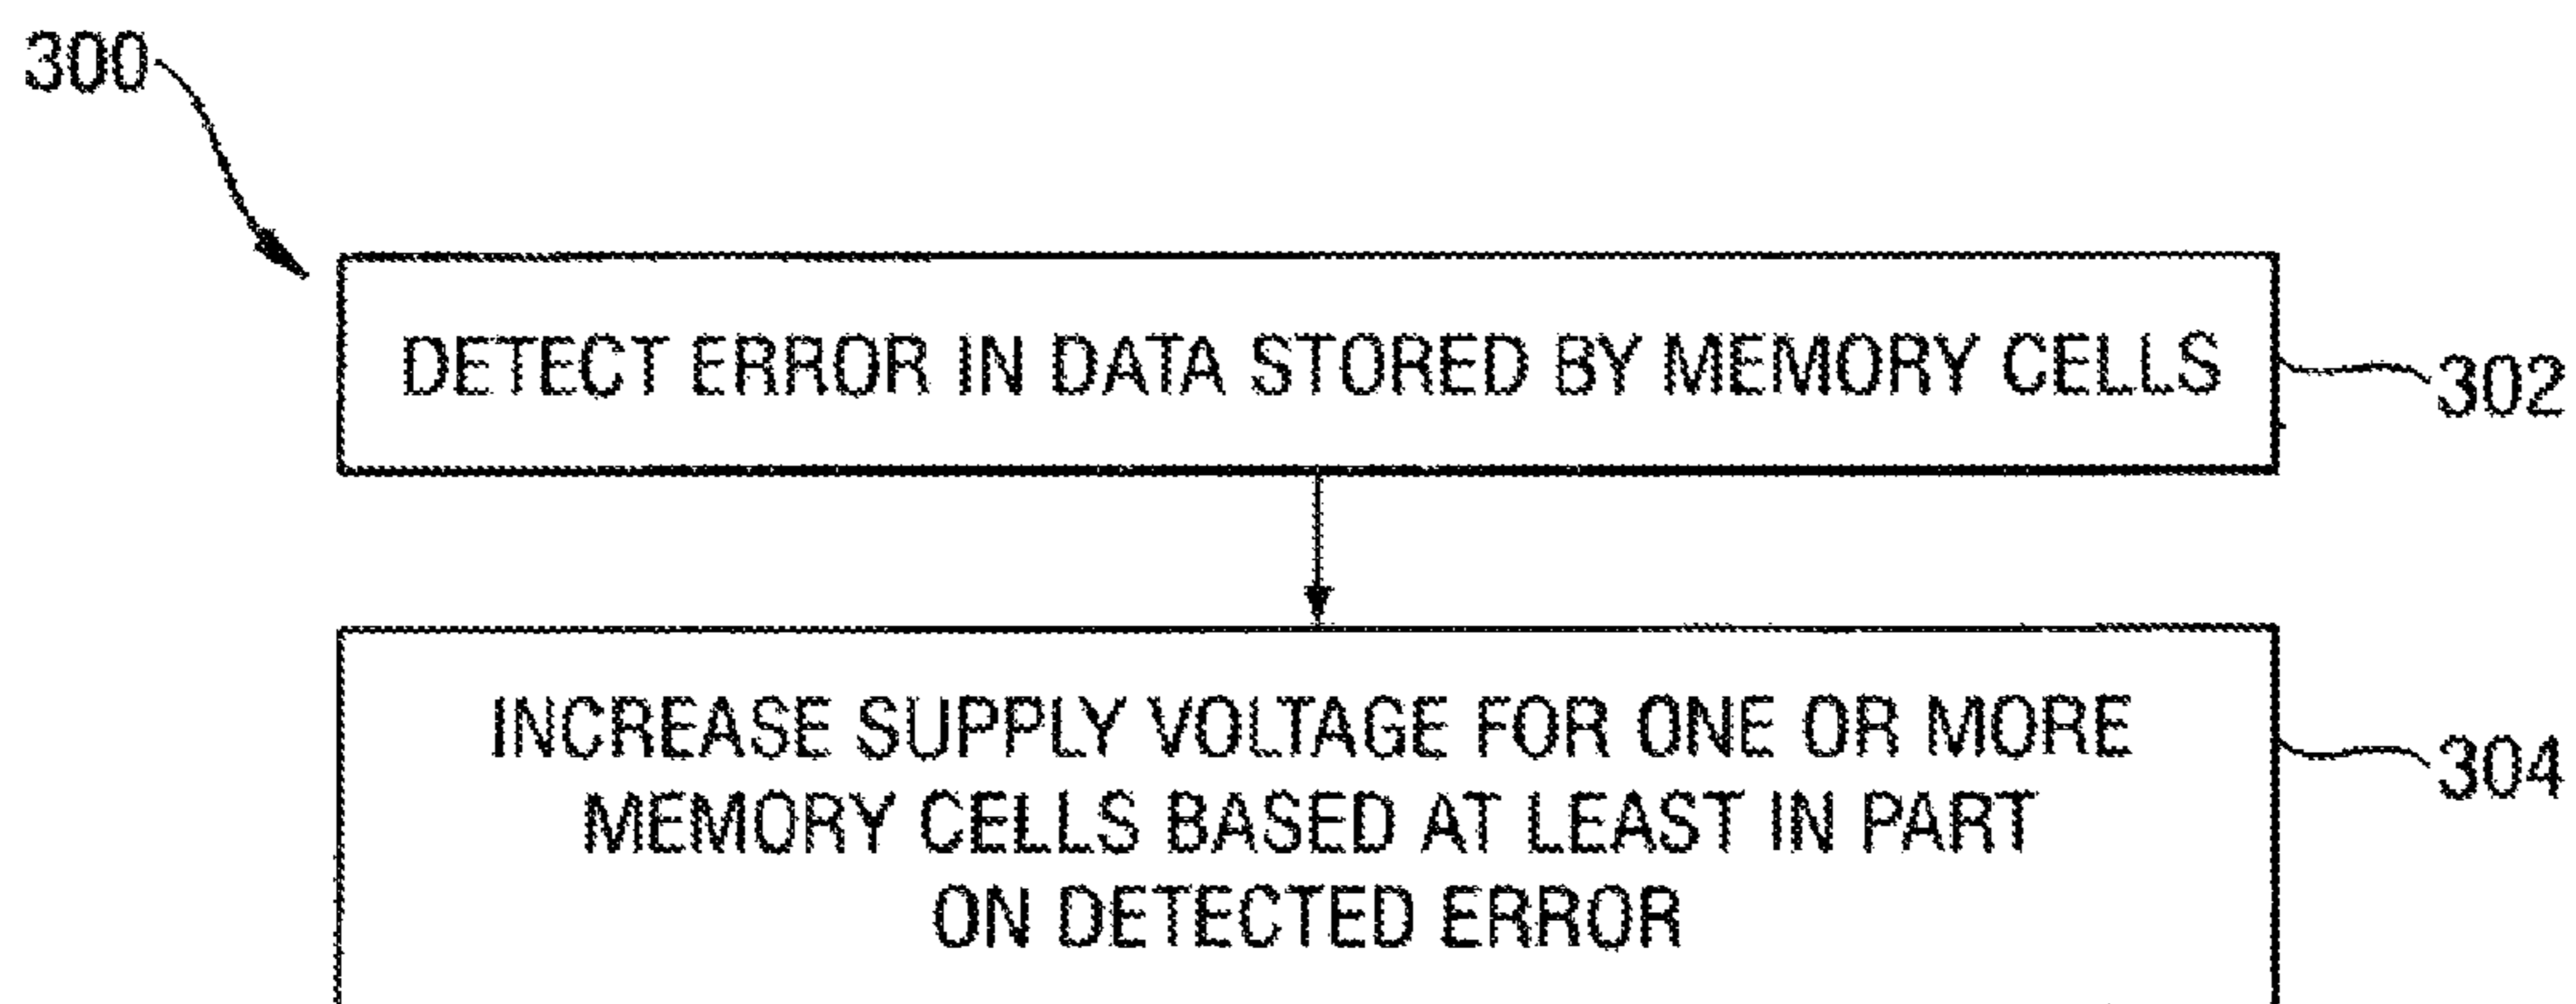 300
DETECT ERROR IN DATA STORED BY MEMORY CELLS
302
INCREASE SUPPLY VOLTAGE FOR ONE OR MORE
MEMORY CELLS BASED AT LEAST IN PART
ON DETECTED ERROR
304